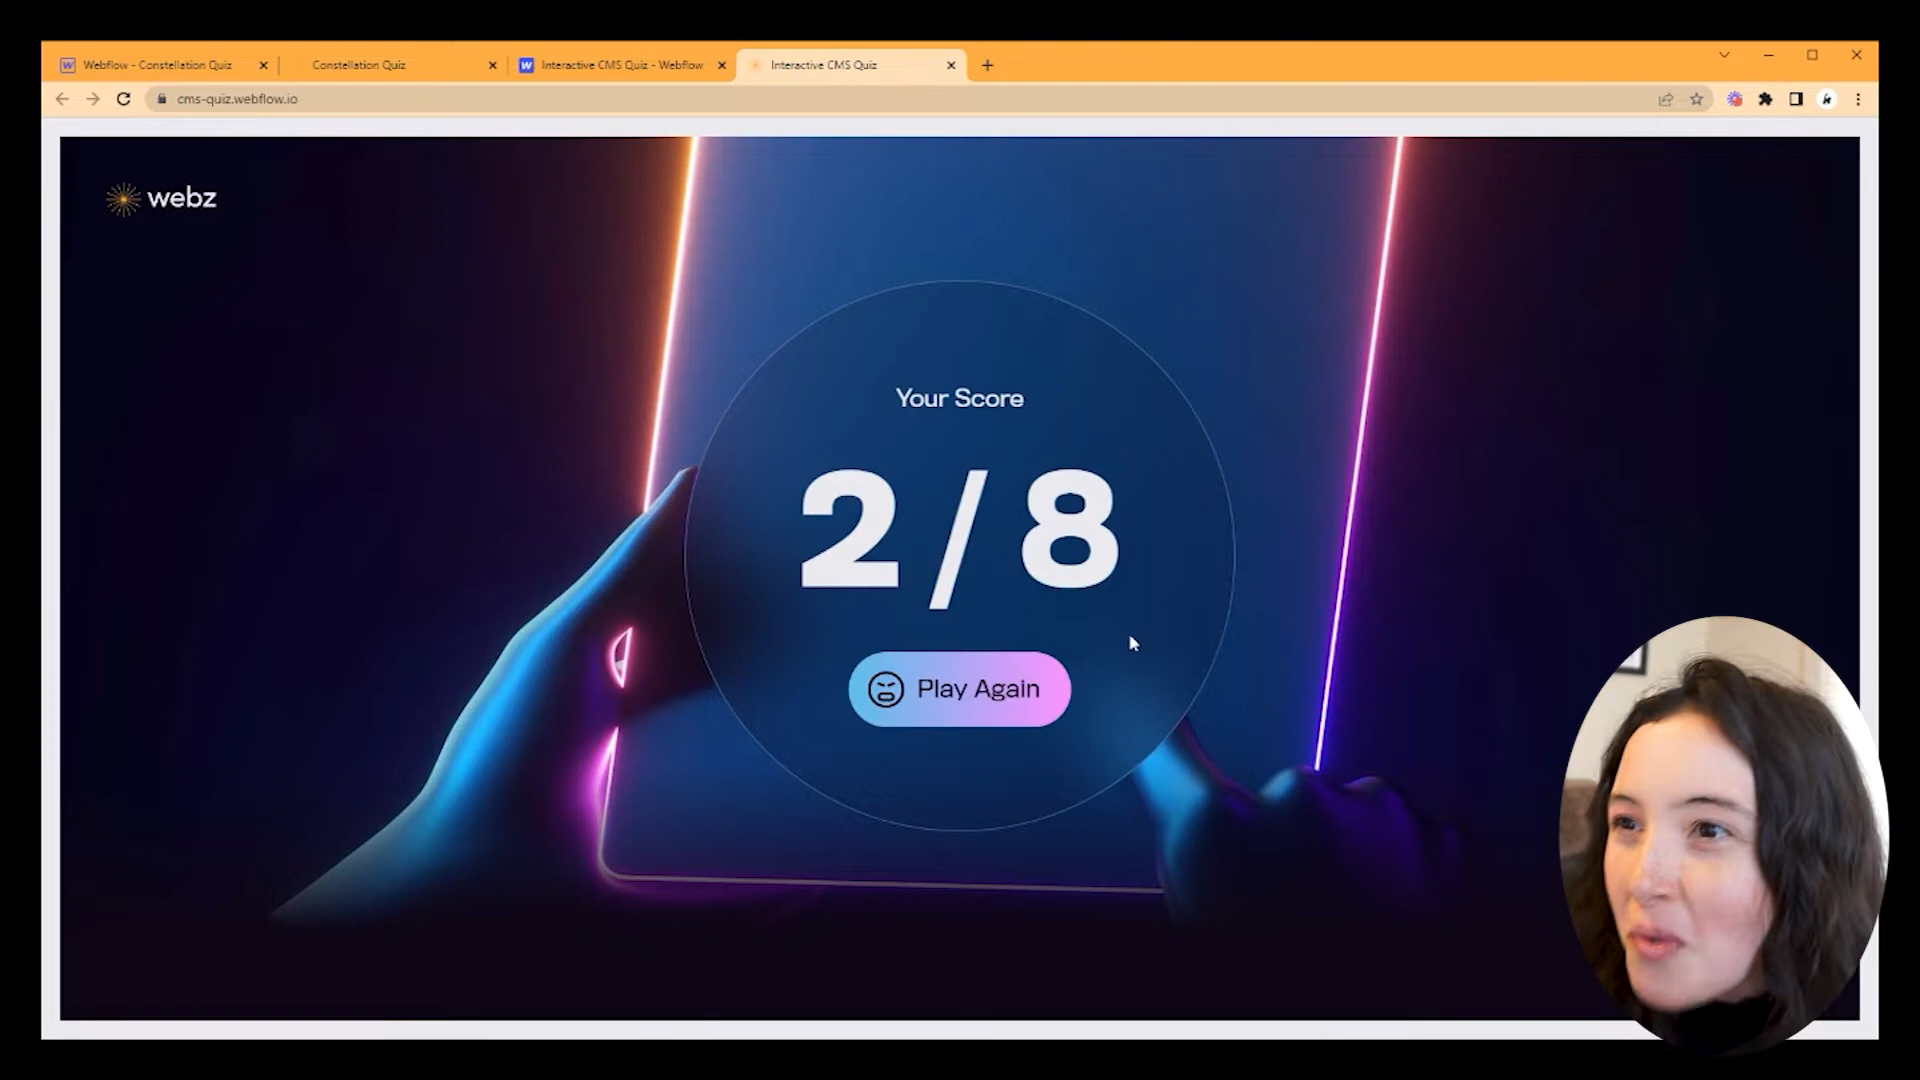 Webflow - Constellation Quiz
Constellation Quiz
Interactive CMS Quiz - Webflow
Interactive CMS Quiz
cms-quiz.webflow.io
webz
Your Score
2 / 8
Play Again